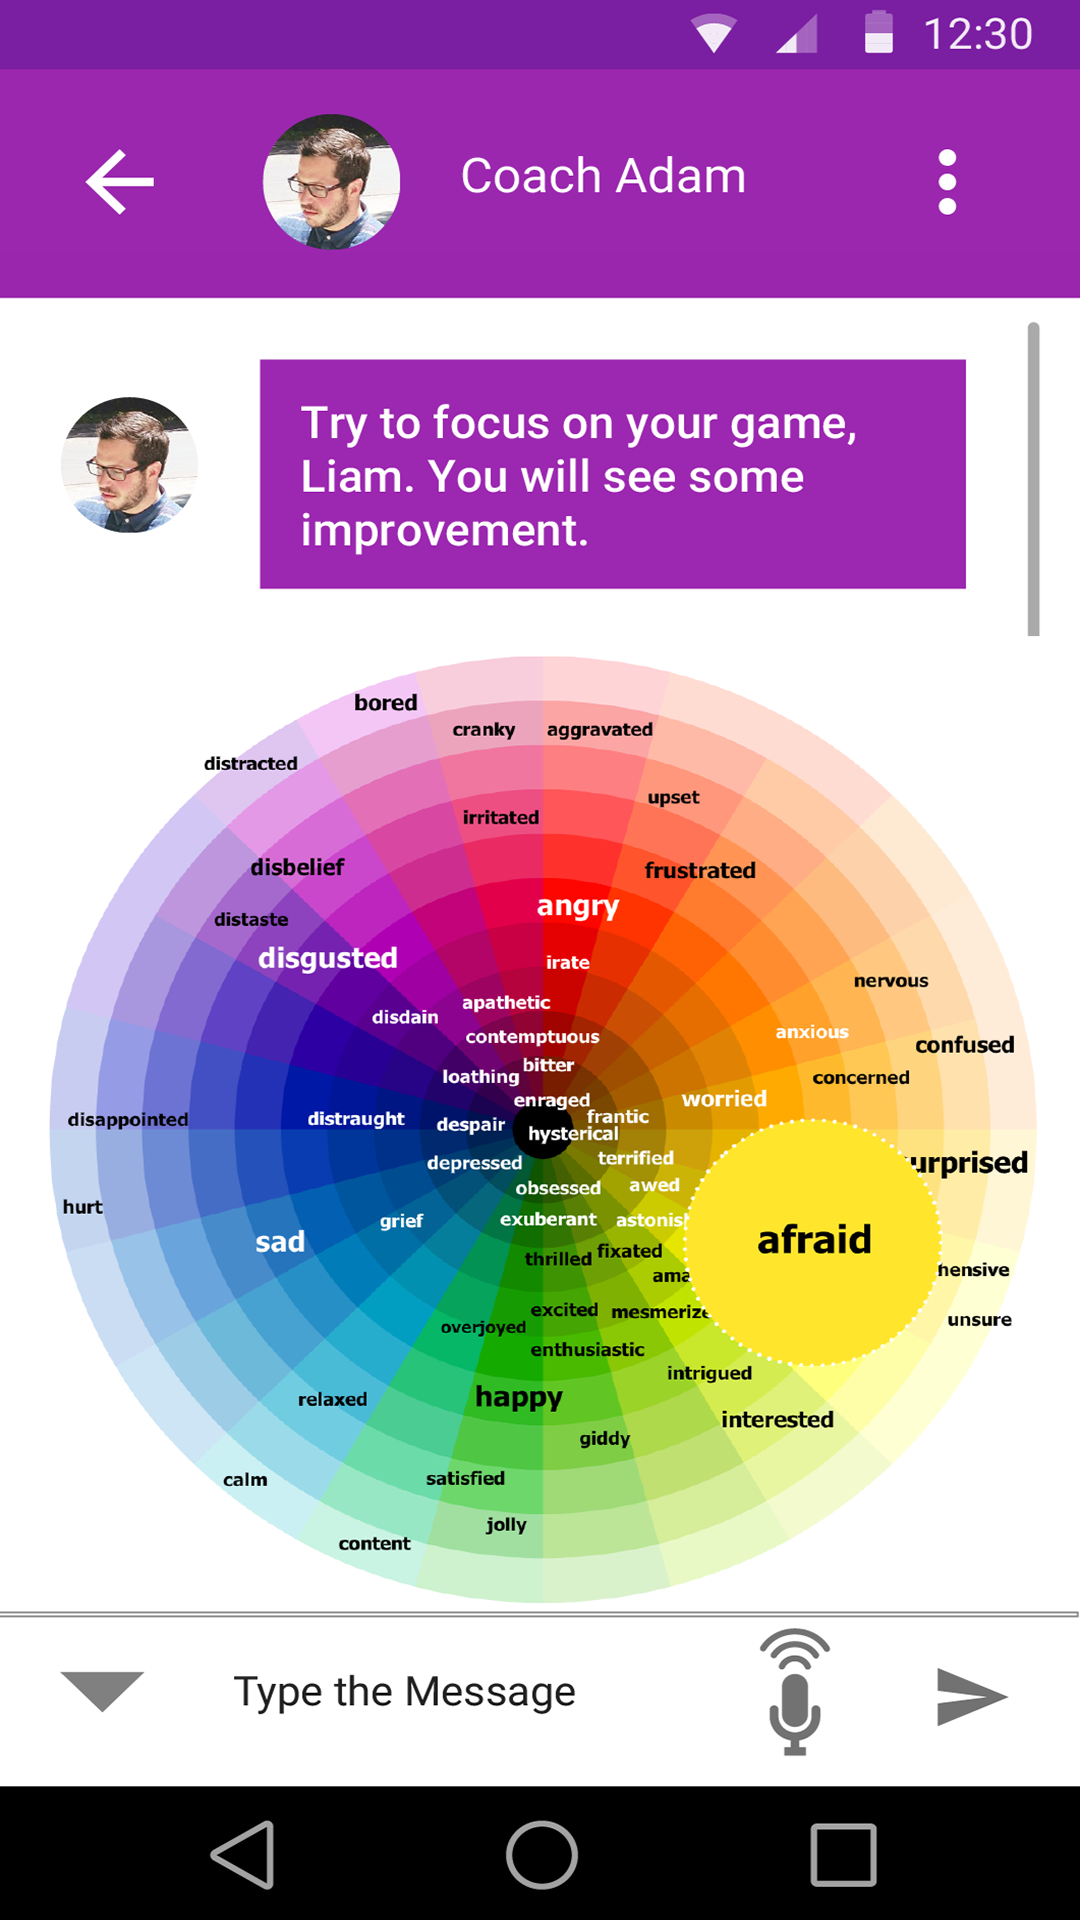 12:30
Coach Adam
Try to focus on your game,
Liam. You will see some
improvement.
bored
cranky
aggravated
distracted
upset
irritated
disbelief
frustrated
angry
distaste
disgusted
irate
nervous
apathetic
disdain
anxious
contemptuous
confused
bitter
loathing
concerned
enraged
worried
frantic
disappointed
distraught
despair
hysterical
terrified
urprised
depressed
awed
obsessed
hurt
grief
exuberant
astonis
sad
afraid
fixated
thrilled
hensive
ama
excited
mesmerize
unsure
overjoyed
enthusiastic
intrigued
happy
relaxed
interested
giddy
satisfied
calm
jolly
content
Type the Message